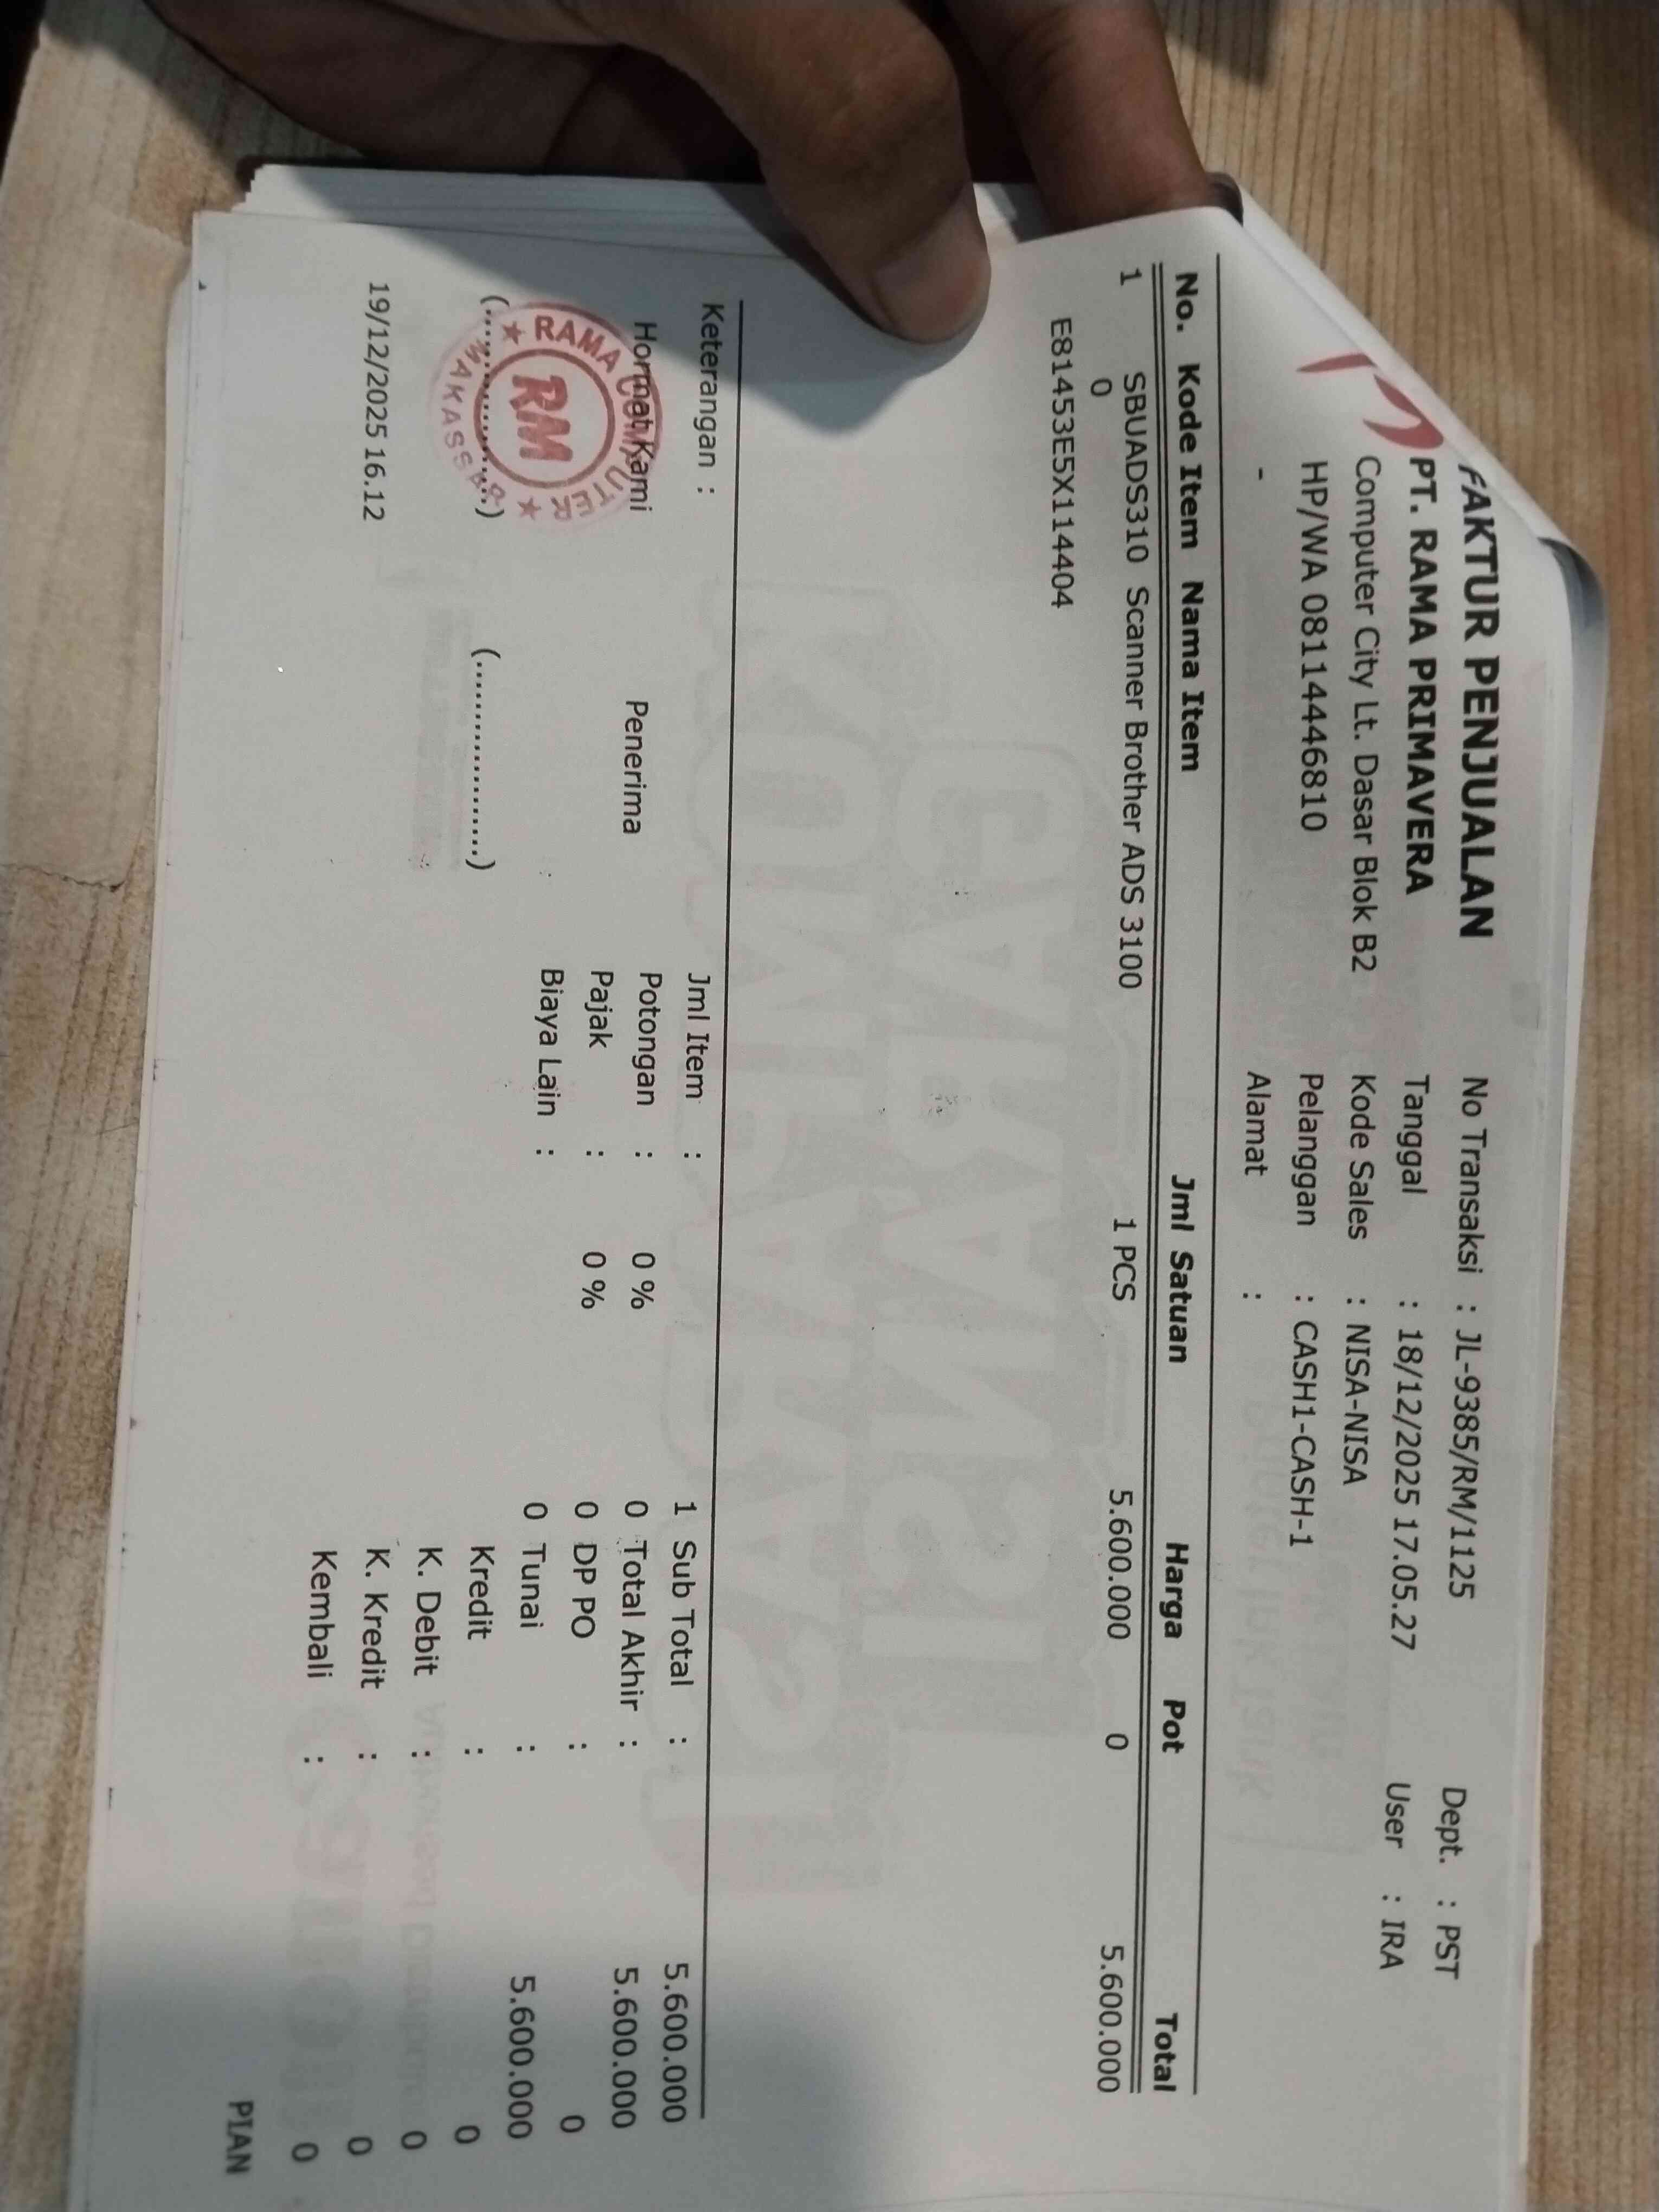 FAKTUR PENJUALAN
PT. RAMA PRIMAVERA
Computer City Lt. Dasar Blok B2
HP/WA 08114446810
-
No Transaksi : JL-9385/RM/1125
Tanggal : 18/12/2025 17.05.27
Kode Sales : NISA-NISA
Pelanggan : CASH1-CASH-1
Alamat :
Dept. : PST
User : IRA
No. Kode Item Nama Item Jml Satuan Harga Pot Total
1 SBUADS310 Scanner Brother ADS 3100 1 PCS 5.600.000 0 5.600.000
0
E81453E5X114404
Keterangan :
Hormat Kami Penerima
(..................) (..................)
RAMA COMPUTER
RM
MAKASSAR
19/12/2025 16.12
Jml Item : 1
Potongan : 0 % 0
Pajak : 0 % 0
Biaya Lain : 0
Sub Total : 5.600.000
Total Akhir : 5.600.000
DP PO : 0
Tunai : 5.600.000
Kredit : 0
K. Debit : 0
K. Kredit : 0
Kembali : 0
PIAN